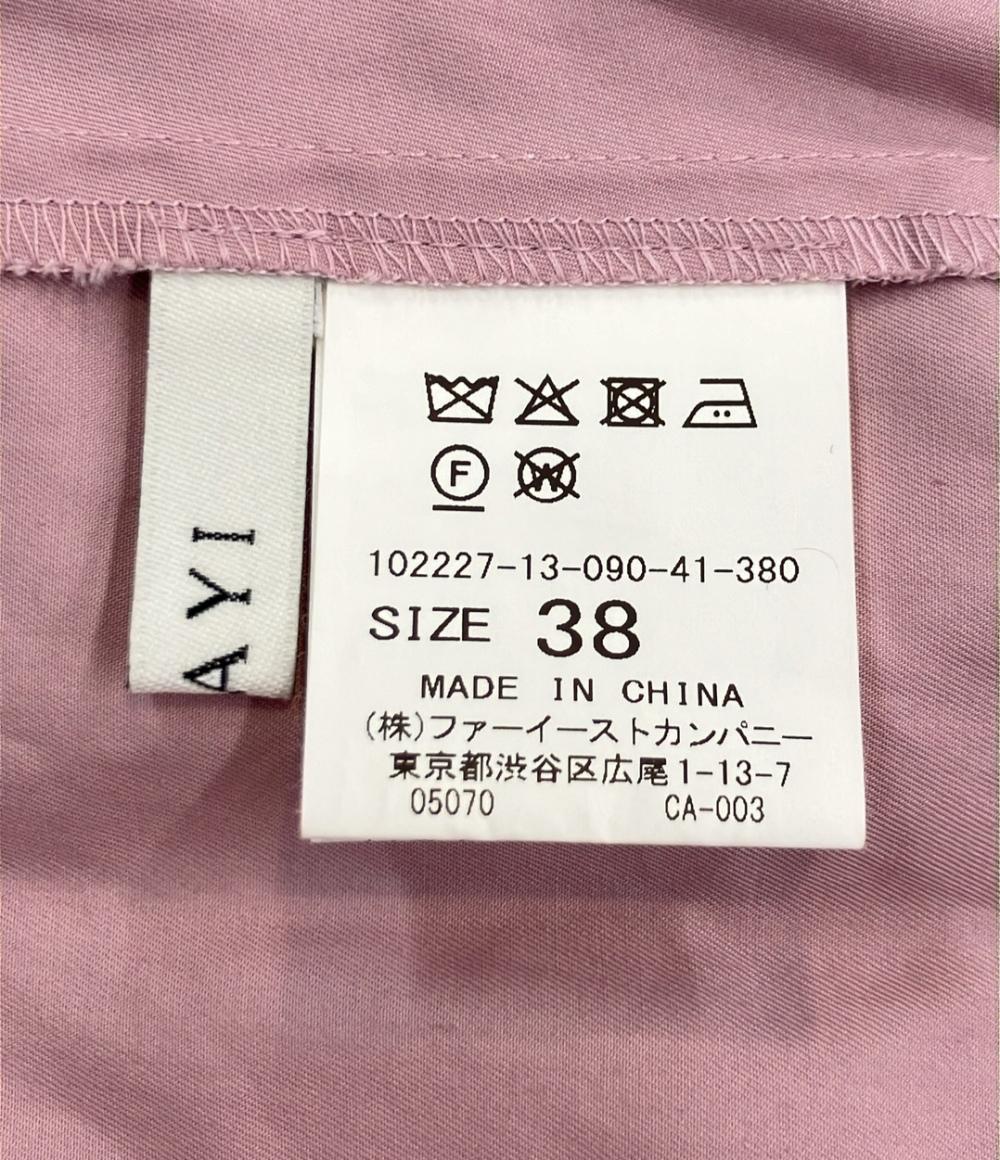 AYI
F
W
102227-13-090-41-380
SIZE 38
MADE IN CHINA
(株)ファーイーストカンパニー
東京都渋谷区広尾1-13-7
05070 CA-003